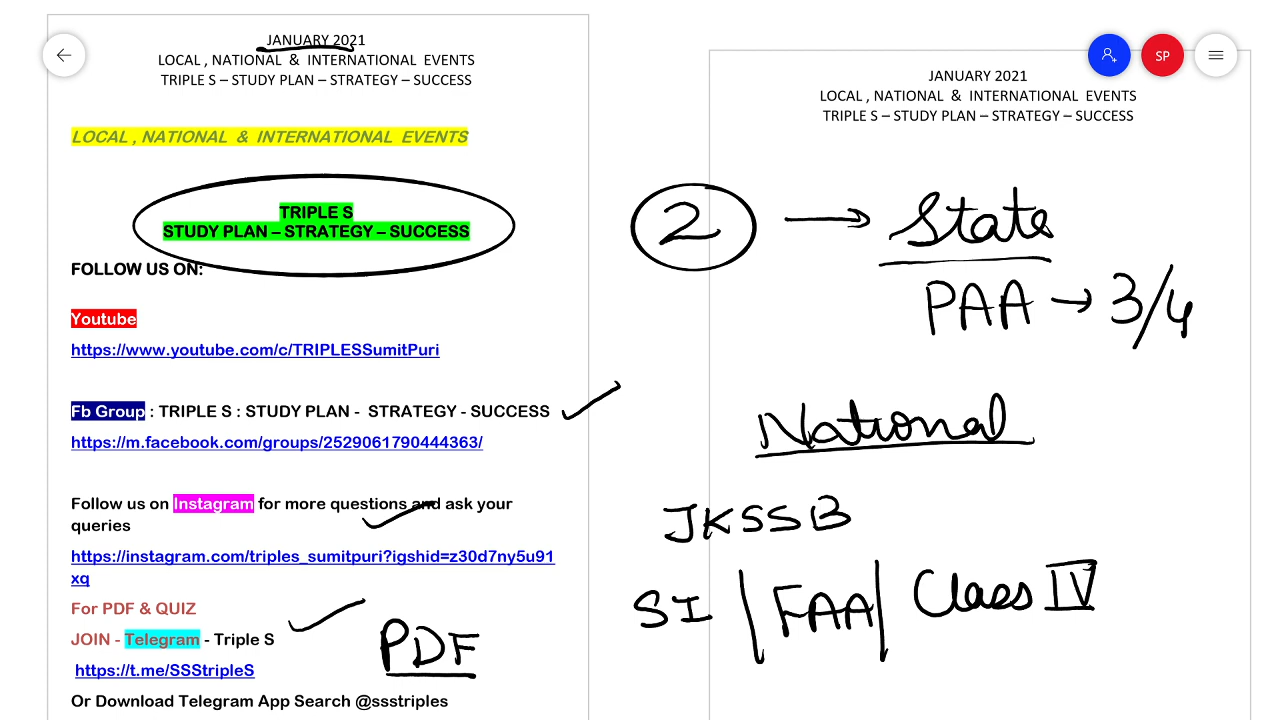 JANUARY 2021
LOCAL , NATIONAL & INTERNATIONAL EVENTS
TRIPLE S – STUDY PLAN – STRATEGY – SUCCESS
LOCAL , NATIONAL & INTERNATIONAL EVENTS
TRIPLE S
STUDY PLAN – STRATEGY – SUCCESS
FOLLOW US ON:
Youtube
https://www.youtube.com/c/TRIPLESSumitPuri
Fb Group : TRIPLE S : STUDY PLAN - STRATEGY - SUCCESS
https://m.facebook.com/groups/2529061790444363/
Follow us on Instagram for more questions and ask your
queries
https://instagram.com/triples_sumitpuri?igshid=z30d7ny5u91
xq
For PDF & QUIZ
JOIN - Telegram - Triple S
https://t.me/SSStripleS
Or Download Telegram App Search @ssstriples
PDF
SP
JANUARY 2021
LOCAL , NATIONAL & INTERNATIONAL EVENTS
TRIPLE S – STUDY PLAN – STRATEGY – SUCCESS
2 → State
PAA → 3/4
National
JKSSB
SI | FAA | Class IV